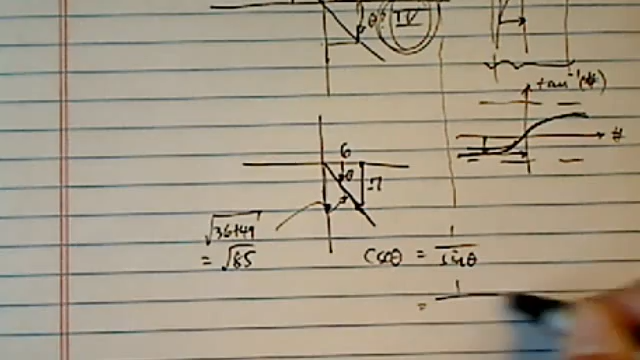 θ IV
tan⁻¹(#)
#
6
θ
-7
√36+49
= √85
cscθ = 1/sinθ
= 1/